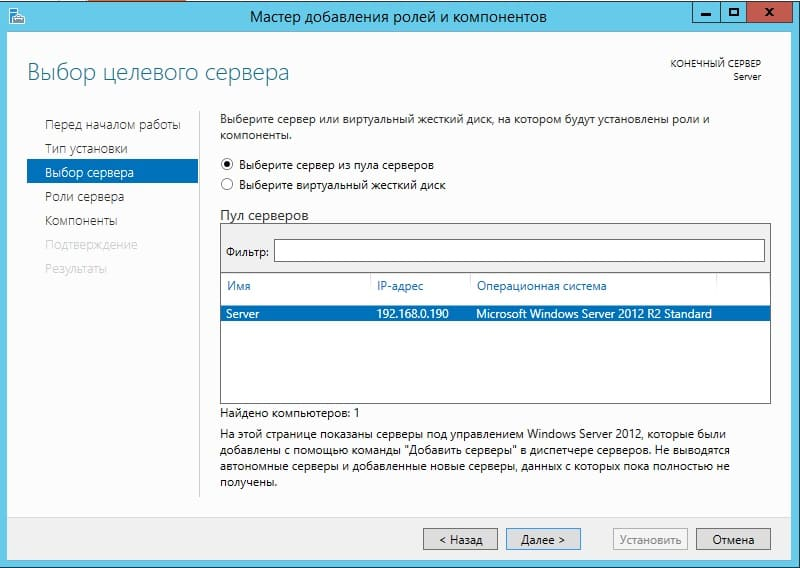 Мастер добавления ролей и компонентов
Выбор целевого сервера
КОНЕЧНЫЙ СЕРВЕР
Server
Перед началом работы
Тип установки
Выбор сервера
Роли сервера
Компоненты
Подтверждение
Результаты
Выберите сервер или виртуальный жесткий диск, на котором будут установлены роли и
компоненты.
Выберите сервер из пула серверов
Выберите виртуальный жесткий диск
Пул серверов
Фильтр:
Имя IP-адрес Операционная система
Server 192.168.0.190 Microsoft Windows Server 2012 R2 Standard
Найдено компьютеров: 1
На этой странице показаны серверы под управлением Windows Server 2012, которые были
добавлены с помощью команды "Добавить серверы" в диспетчере серверов. Не выводятся
автономные серверы и добавленные новые серверы, данных с которых пока полностью не
получены.
< Назад Далее > Установить Отмена